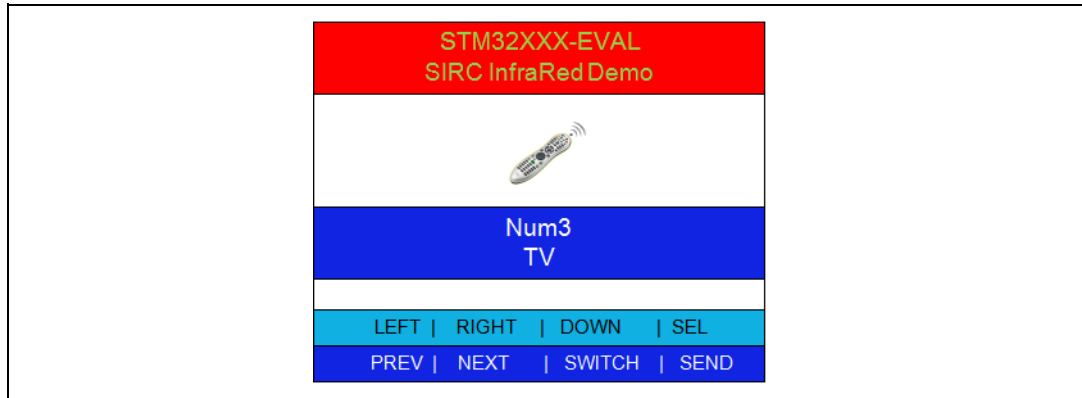 STM32XXX-EVAL
SIRC InfraRed Demo
Num3
TV
LEFT | RIGHT | DOWN | SEL
PREV | NEXT | SWITCH | SEND